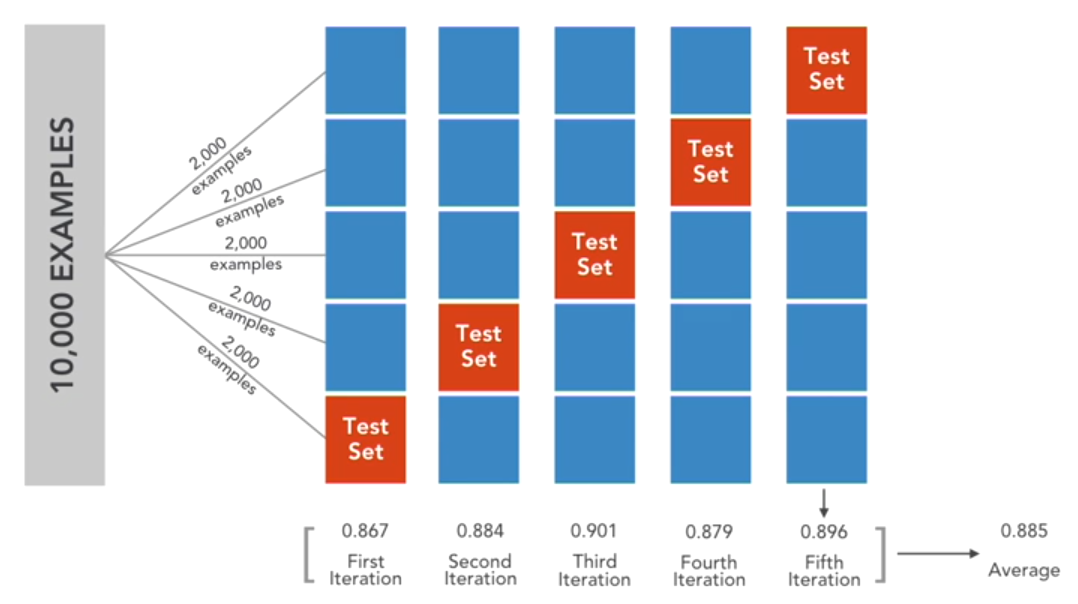 10,000 EXAMPLES
2,000
examples
2,000
examples
2,000
examples
2,000
examples
2,000
examples
Test
Set
Test
Set
Test
Set
Test
Set
Test
Set
0.867
First
Iteration
0.884
Second
Iteration
0.901
Third
Iteration
0.879
Fourth
Iteration
0.896
Fifth
Iteration
0.885
Average